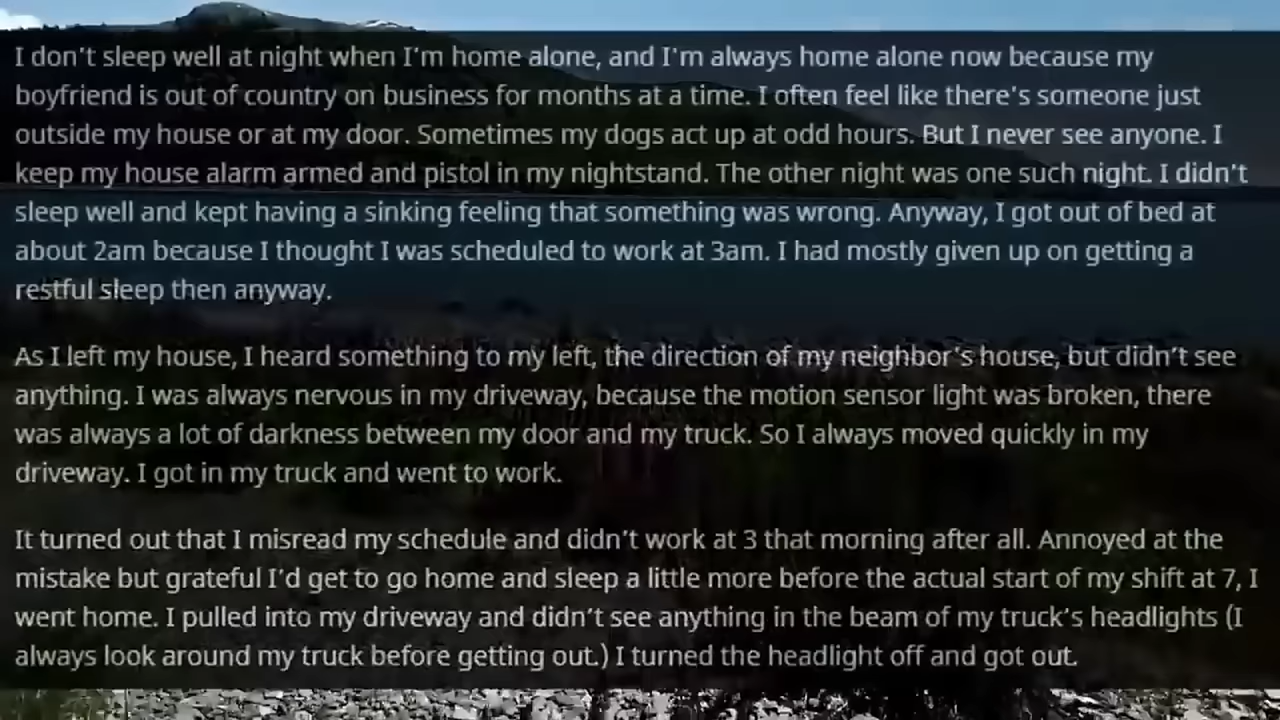 I don't sleep well at night when I'm home alone, and I'm always home alone now because my
boyfriend is out of country on business for months at a time. I often feel like there's someone just
outside my house or at my door. Sometimes my dogs act up at odd hours. But I never see anyone. I
keep my house alarm armed and pistol in my nightstand. The other night was one such night. I didn't
sleep well and kept having a sinking feeling that something was wrong. Anyway, I got out of bed at
about 2am because I thought I was scheduled to work at 3am. I had mostly given up on getting a
restful sleep then anyway.
As I left my house, I heard something to my left, the direction of my neighbor's house, but didn't see
anything. I was always nervous in my driveway, because the motion sensor light was broken, there
was always a lot of darkness between my door and my truck. So I always moved quickly in my
driveway. I got in my truck and went to work.
It turned out that I misread my schedule and didn't work at 3 that morning after all. Annoyed at the
mistake but grateful I'd get to go home and sleep a little more before the actual start of my shift at 7, I
went home. I pulled into my driveway and didn't see anything in the beam of my truck's headlights (I
always look around my truck before getting out.) I turned the headlight off and got out.